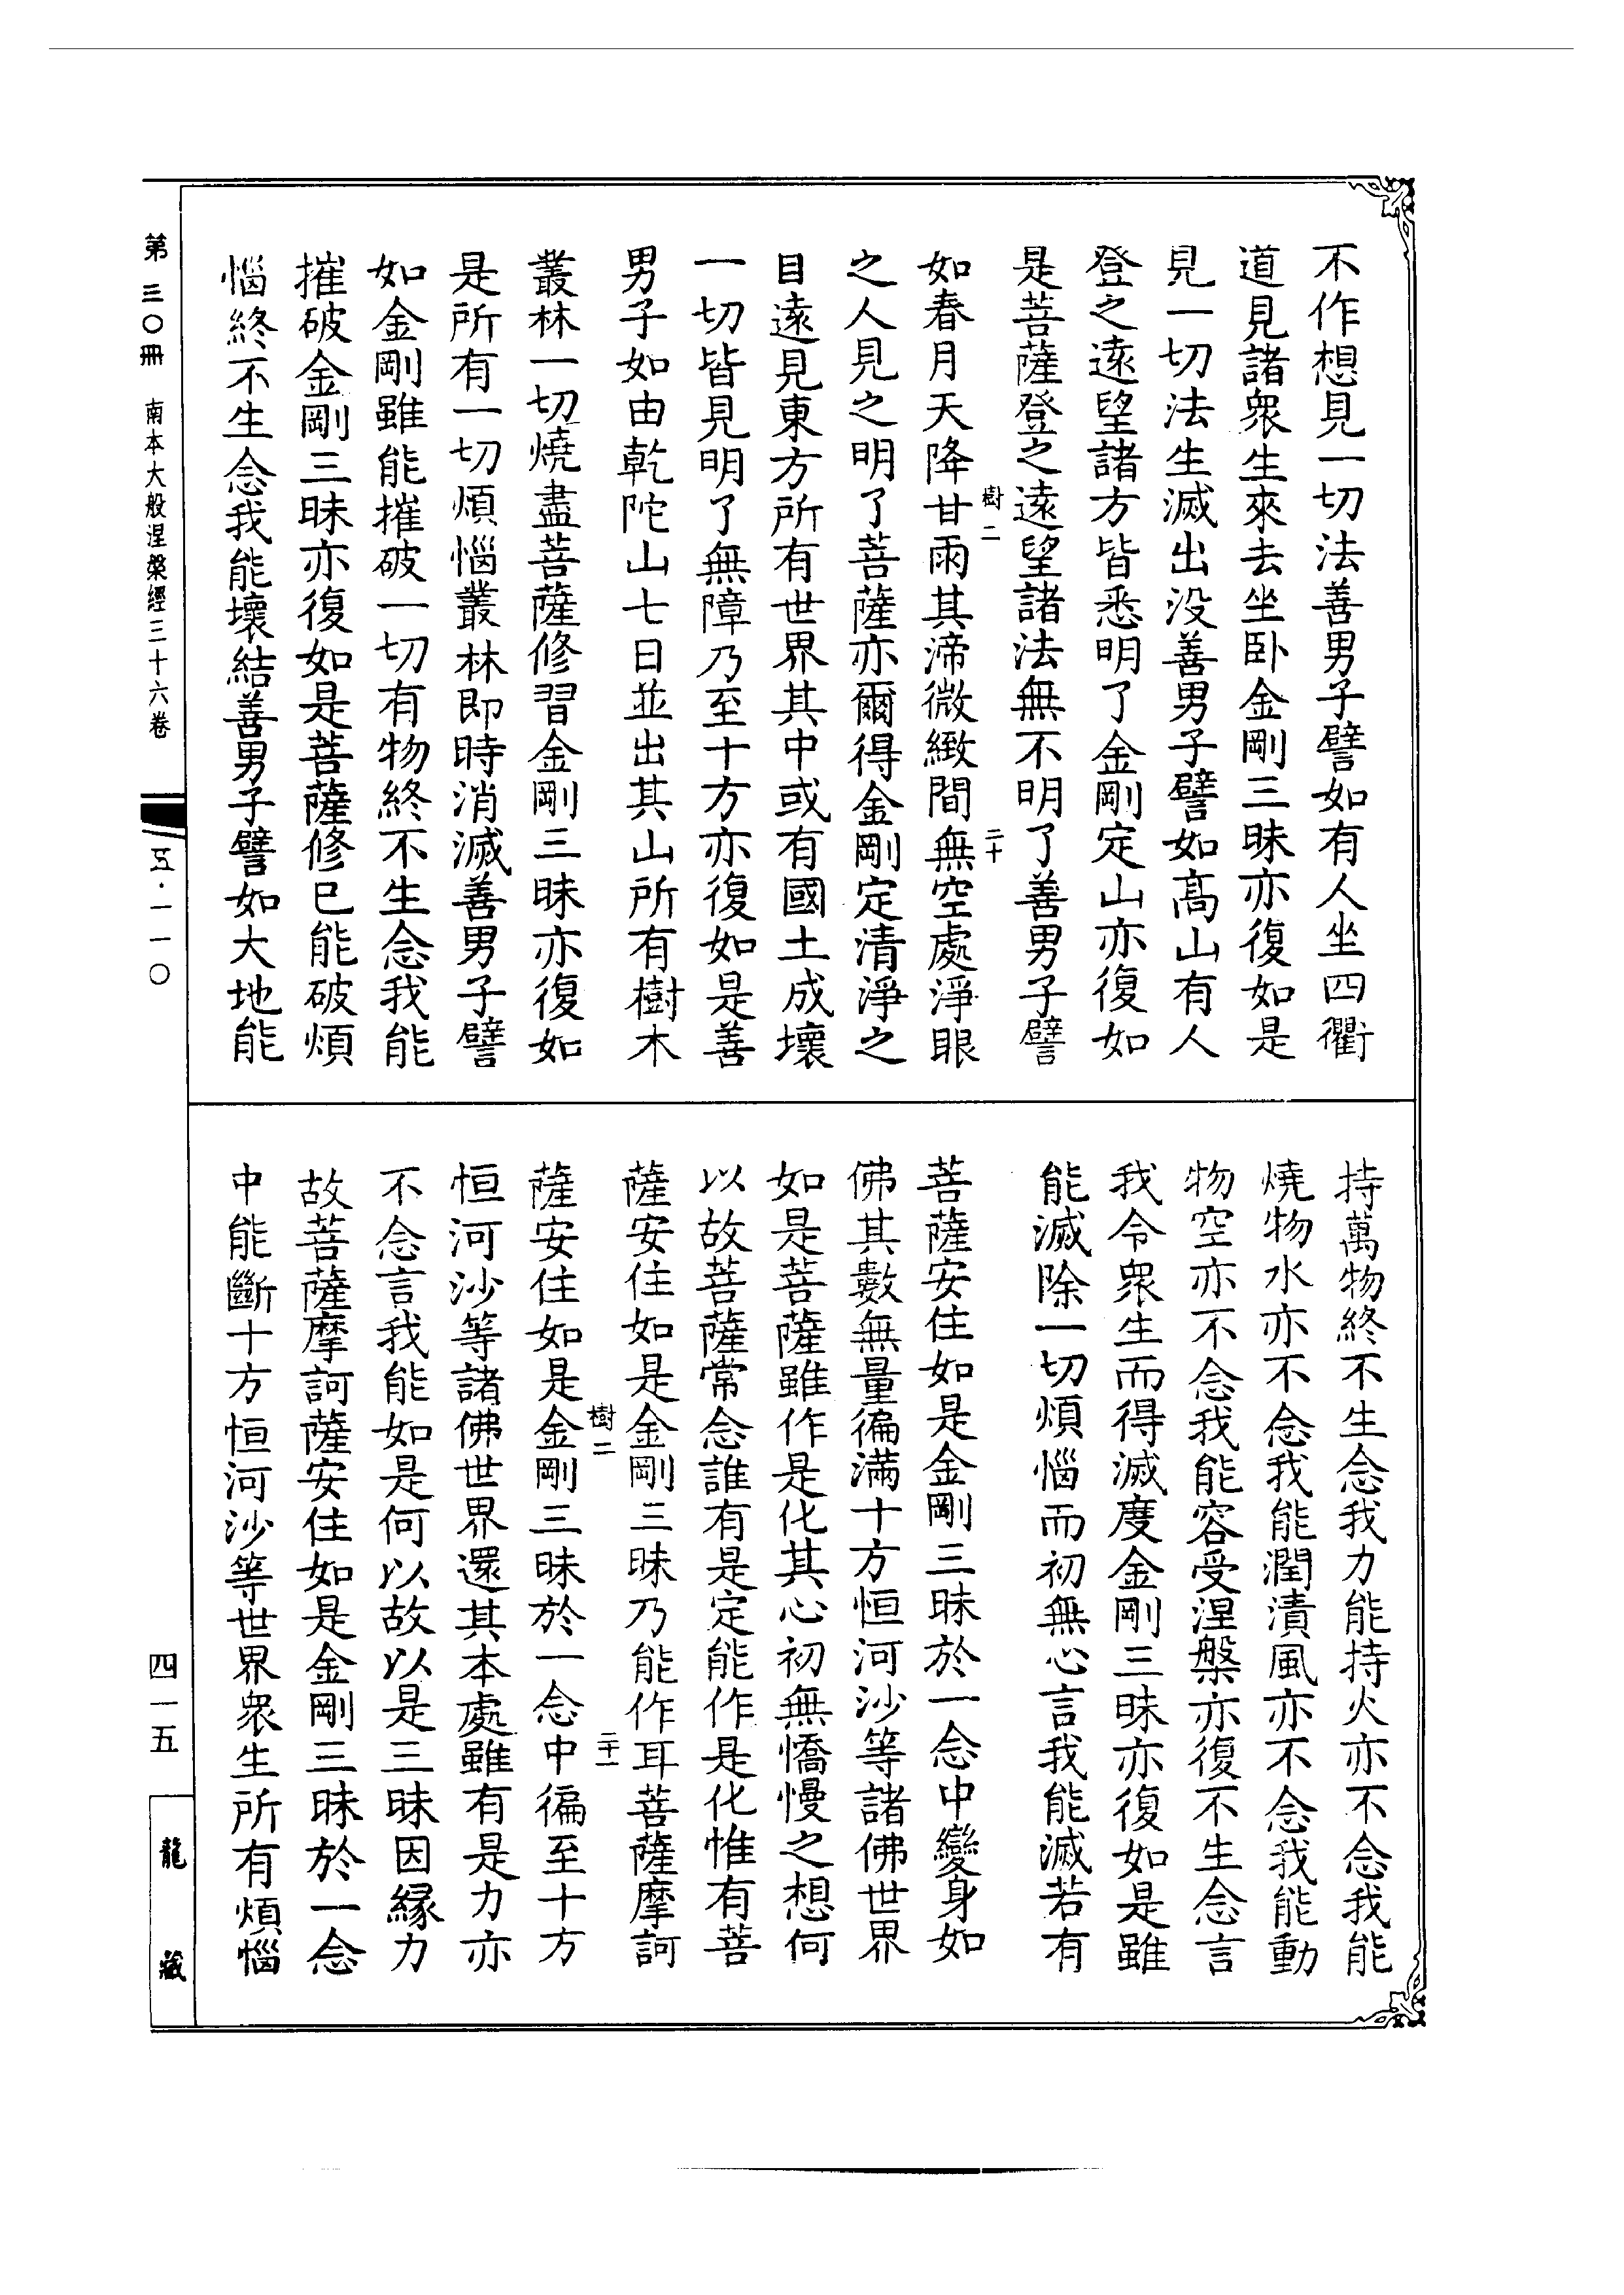 不作想見一切法善男子譬如有人坐四衢
道見諸衆生來去坐卧金剛三昧亦復如是
見一切法生滅出没善男子譬如高山有人
登之遠望諸方皆悉明了金剛定山亦復如
是菩薩登之遠望諸法無不明了善男子譬
樹二
二十
如春月天降甘雨其渧微緻間無空處淨眼
之人見之明了菩薩亦爾得金剛定清淨之
目遠見東方所有世界其中或有國土成壞
一切皆見明了無障乃至十方亦復如是善
男子如由乾陀山七日並出其山所有樹木
叢林一切燒盡菩薩修習金剛三昧亦復如
是所有一切煩惱叢林即時消滅善男子譬
如金剛雖能摧破一切有物終不生念我能
摧破金剛三昧亦復如是菩薩修已能破煩
惱終不生念我能壞結善男子譬如大地能
持萬物終不生念我力能持火亦不念我能
燒物水亦不念我能潤漬風亦不念我能動
物空亦不念我能容受涅槃亦復不生念言
我令衆生而得滅度金剛三昧亦復如是雖
能滅除一切煩惱而初無心言我能滅若有
菩薩安住如是金剛三昧於一念中變身如
佛其數無量徧滿十方恒河沙等諸佛世界
如是菩薩雖作是化其心初無憍慢之想何
以故菩薩常念誰有是定能作是化惟有菩
薩安住如是金剛三昧乃能作耳菩薩摩訶
樹二
二十一
薩安住如是金剛三昧於一念中徧至十方
恒河沙等諸佛世界還其本處雖有是力亦
不念言我能如是何以故以是三昧因縁力
故菩薩摩訶薩安住如是金剛三昧於一念
中能斷十方恒河沙等世界衆生所有煩惱
第三〇冊 南本大般涅槃經三十六卷
五·一一〇
四一五
龍藏